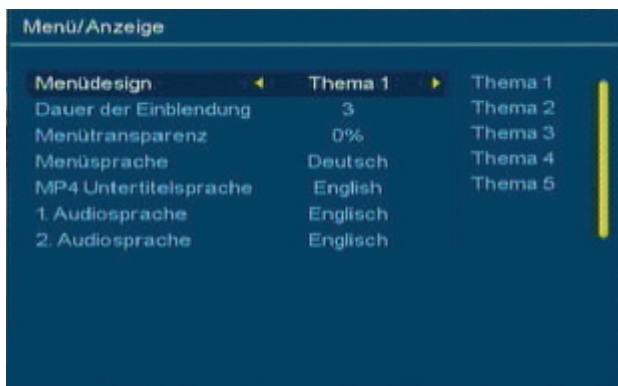 Menü/Anzeige
Menüdesign Thema 1 Thema 1
Dauer der Einblendung 3 Thema 2
Menütransparenz 0% Thema 3
Menüsprache Deutsch Thema 4
MP4 Untertitelsprache English Thema 5
1. Audiosprache Englisch
2. Audiosprache Englisch